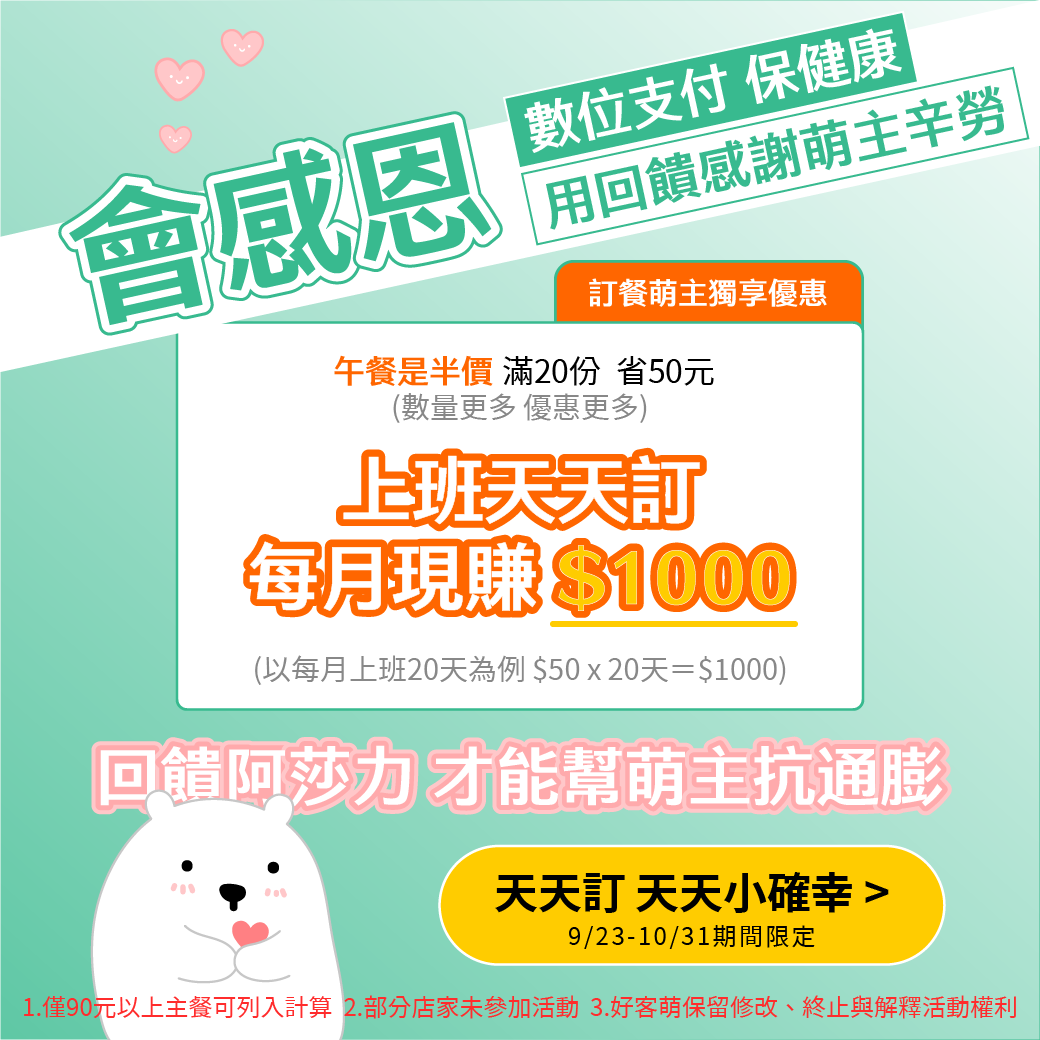 會感恩
數位支付 保健康
用回饋感謝萌主辛勞
訂餐萌主獨享優惠
午餐是半價 滿20份 省50元
(數量更多 優惠更多)
上班天天訂
每月現賺 $1000
(以每月上班20天為例 $50 x 20天＝$1000)
回饋阿莎力 才能幫萌主抗通膨
天天訂 天天小確幸 >
9/23-10/31期間限定
1.僅90元以上主餐可列入計算 2.部分店家未參加活動 3.好客萌保留修改、終止與解釋活動權利